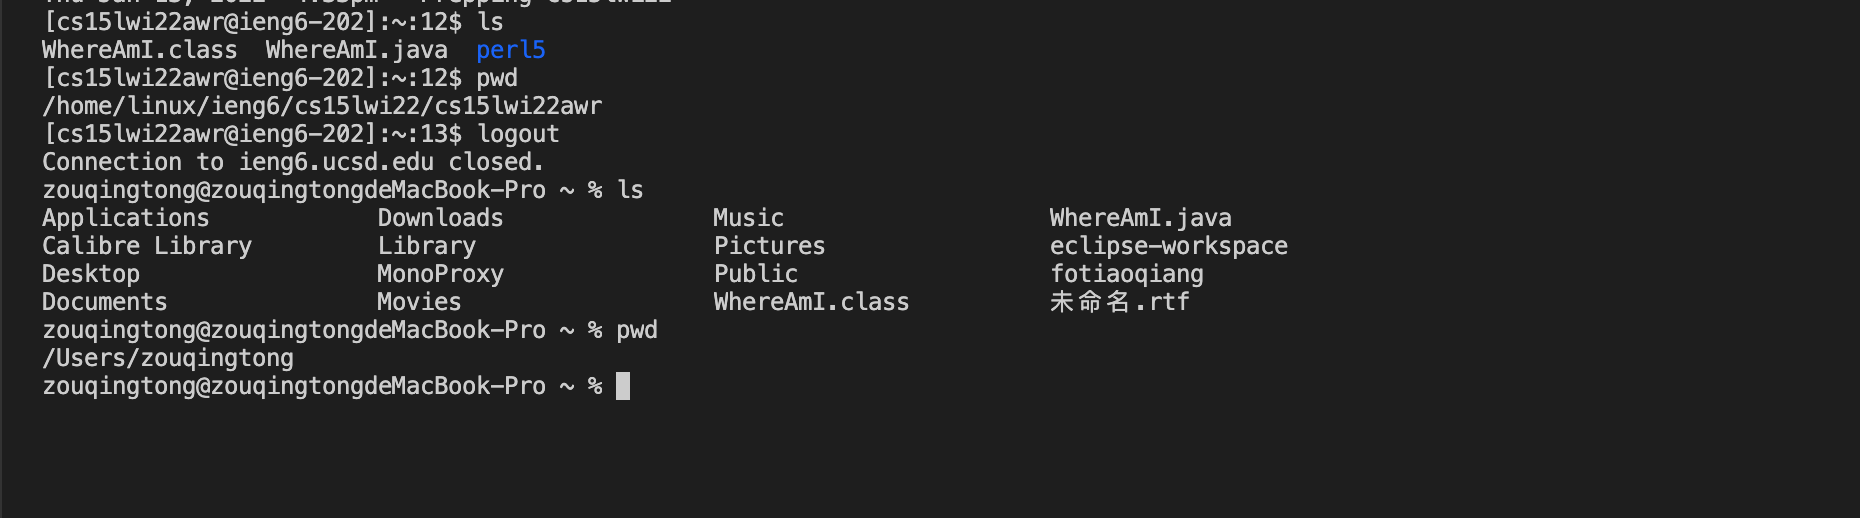 [cs15lwi22awr@ieng6-202]:~:12$ ls
WhereAmI.class  WhereAmI.java  perl5
[cs15lwi22awr@ieng6-202]:~:12$ pwd
/home/linux/ieng6/cs15lwi22/cs15lwi22awr
[cs15lwi22awr@ieng6-202]:~:13$ logout
Connection to ieng6.ucsd.edu closed.
zouqingtong@zouqingtongdeMacBook-Pro ~ % ls
Applications            Downloads               Music                   WhereAmI.java
Calibre Library         Library                 Pictures                eclipse-workspace
Desktop                 MonoProxy               Public                  fotiaoqiang
Documents               Movies                  WhereAmI.class          未命名.rtf
zouqingtong@zouqingtongdeMacBook-Pro ~ % pwd
/Users/zouqingtong
zouqingtong@zouqingtongdeMacBook-Pro ~ %